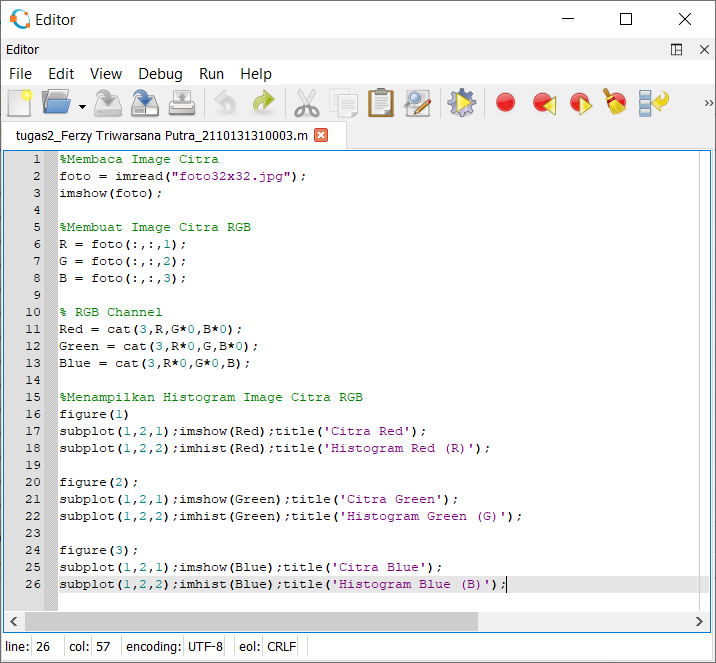 Editor
Editor
File Edit View Debug Run Help
tugas2_Ferzy Triwarsana Putra_2110131310003.m
1 %Membaca Image Citra
2 foto = imread("foto32x32.jpg");
3 imshow(foto);
4
5 %Membuat Image Citra RGB
6 R = foto(:,:,1);
7 G = foto(:,:,2);
8 B = foto(:,:,3);
9
10 % RGB Channel
11 Red = cat(3,R,G*0,B*0);
12 Green = cat(3,R*0,G,B*0);
13 Blue = cat(3,R*0,G*0,B);
14
15 %Menampilkan Histogram Image Citra RGB
16 figure(1)
17 subplot(1,2,1);imshow(Red);title('Citra Red');
18 subplot(1,2,2);imhist(Red);title('Histogram Red (R)');
19
20 figure(2);
21 subplot(1,2,1);imshow(Green);title('Citra Green');
22 subplot(1,2,2);imhist(Green);title('Histogram Green (G)');
23
24 figure(3);
25 subplot(1,2,1);imshow(Blue);title('Citra Blue');
26 subplot(1,2,2);imhist(Blue);title('Histogram Blue (B)');
line: 26 col: 57 encoding: UTF-8 eol: CRLF